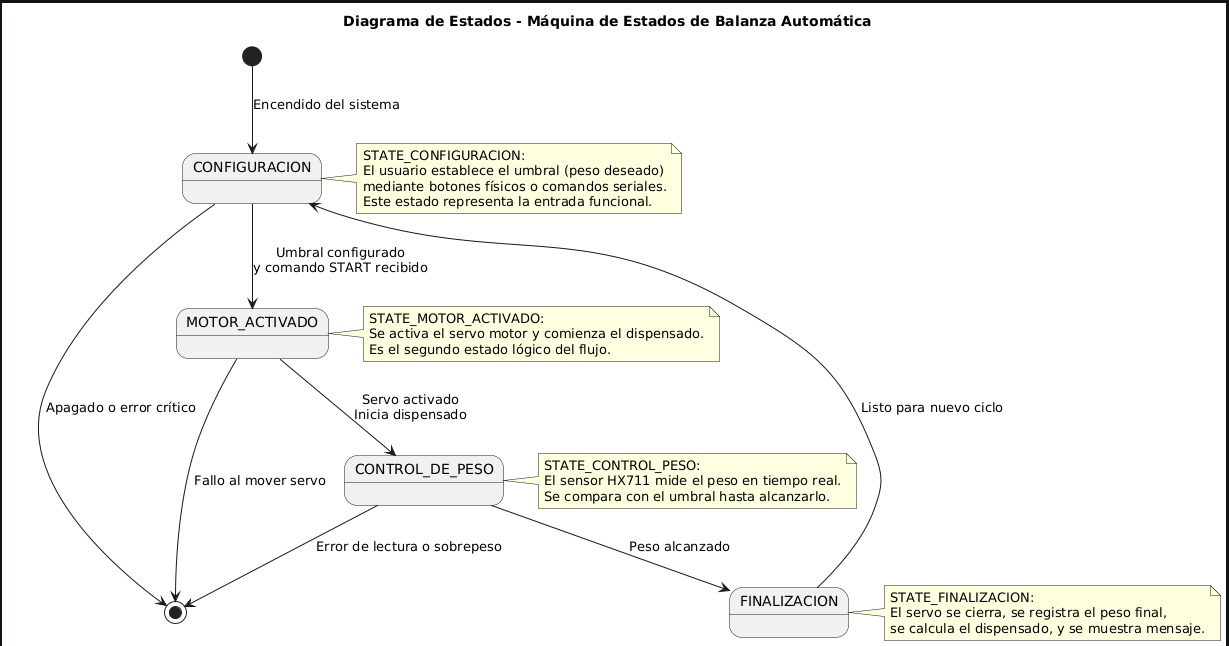 Diagrama de Estados - Máquina de Estados de Balanza Automática
Encendido del sistema
CONFIGURACION
STATE_CONFIGURACION:
El usuario establece el umbral (peso deseado)
mediante botones físicos o comandos seriales.
Este estado representa la entrada funcional.
Umbral configurado
y comando START recibido
MOTOR_ACTIVADO
STATE_MOTOR_ACTIVADO:
Se activa el servo motor y comienza el dispensado.
Es el segundo estado lógico del flujo.
Apagado o error crítico
Servo activado
Inicia dispensado
Listo para nuevo ciclo
Fallo al mover servo
CONTROL_DE_PESO
STATE_CONTROL_PESO:
El sensor HX711 mide el peso en tiempo real.
Se compara con el umbral hasta alcanzarlo.
Error de lectura o sobrepeso
Peso alcanzado
FINALIZACION
STATE_FINALIZACION:
El servo se cierra, se registra el peso final,
se calcula el dispensado, y se muestra mensaje.